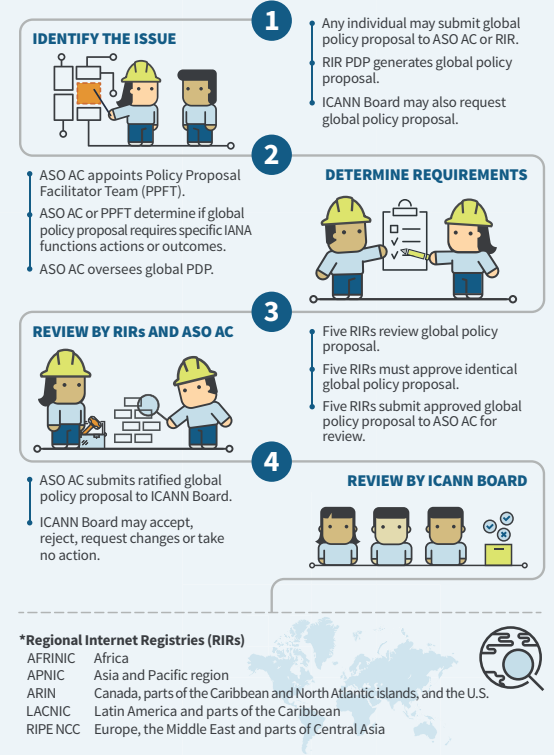 1
IDENTIFY THE ISSUE
Any individual may submit global
policy proposal to ASO AC or RIR.
RIR PDP generates global policy
proposal.
ICANN Board may also request
global policy proposal.
2
DETERMINE REQUIREMENTS
ASO AC appoints Policy Proposal
Facilitator Team (PPFT).
ASO AC or PPFT determine if global
policy proposal requires specific IANA
functions actions or outcomes.
ASO AC oversees global PDP.
3
REVIEW BY RIRs AND ASO AC
Five RIRs review global policy
proposal.
Five RIRs must approve identical
global policy proposal.
Five RIRs submit approved global
policy proposal to ASO AC for
review.
4
REVIEW BY ICANN BOARD
ASO AC submits ratified global
policy proposal to ICANN Board.
ICANN Board may accept,
reject, request changes or take
no action.
*Regional Internet Registries (RIRs)
AFRINIC Africa
APNIC Asia and Pacific region
ARIN Canada, parts of the Caribbean and North Atlantic islands, and the U.S.
LACNIC Latin America and parts of the Caribbean
RIPE NCC Europe, the Middle East and parts of Central Asia